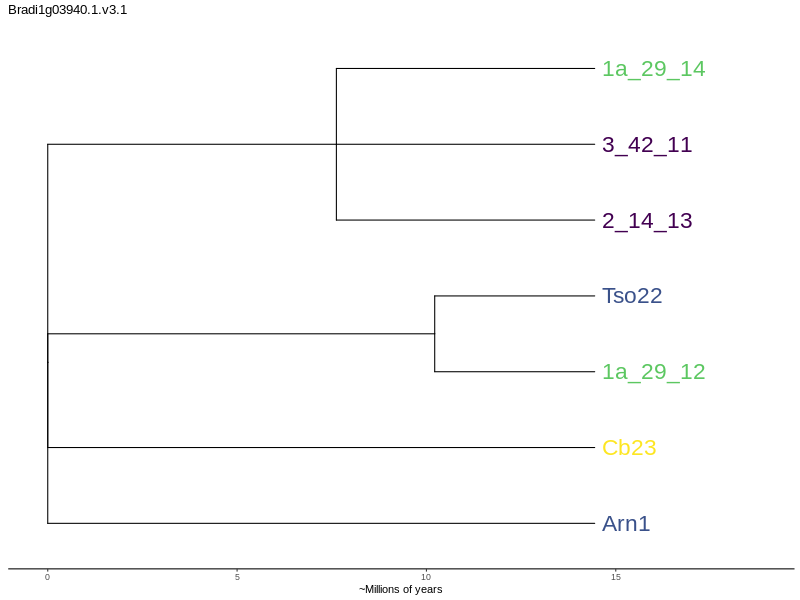 Bradi1g03940.1.v3.1
1a_29_14
3_42_11
2_14_13
Tso22
1a_29_12
Cb23
Arn1
0 5 10 15
~Millions of years